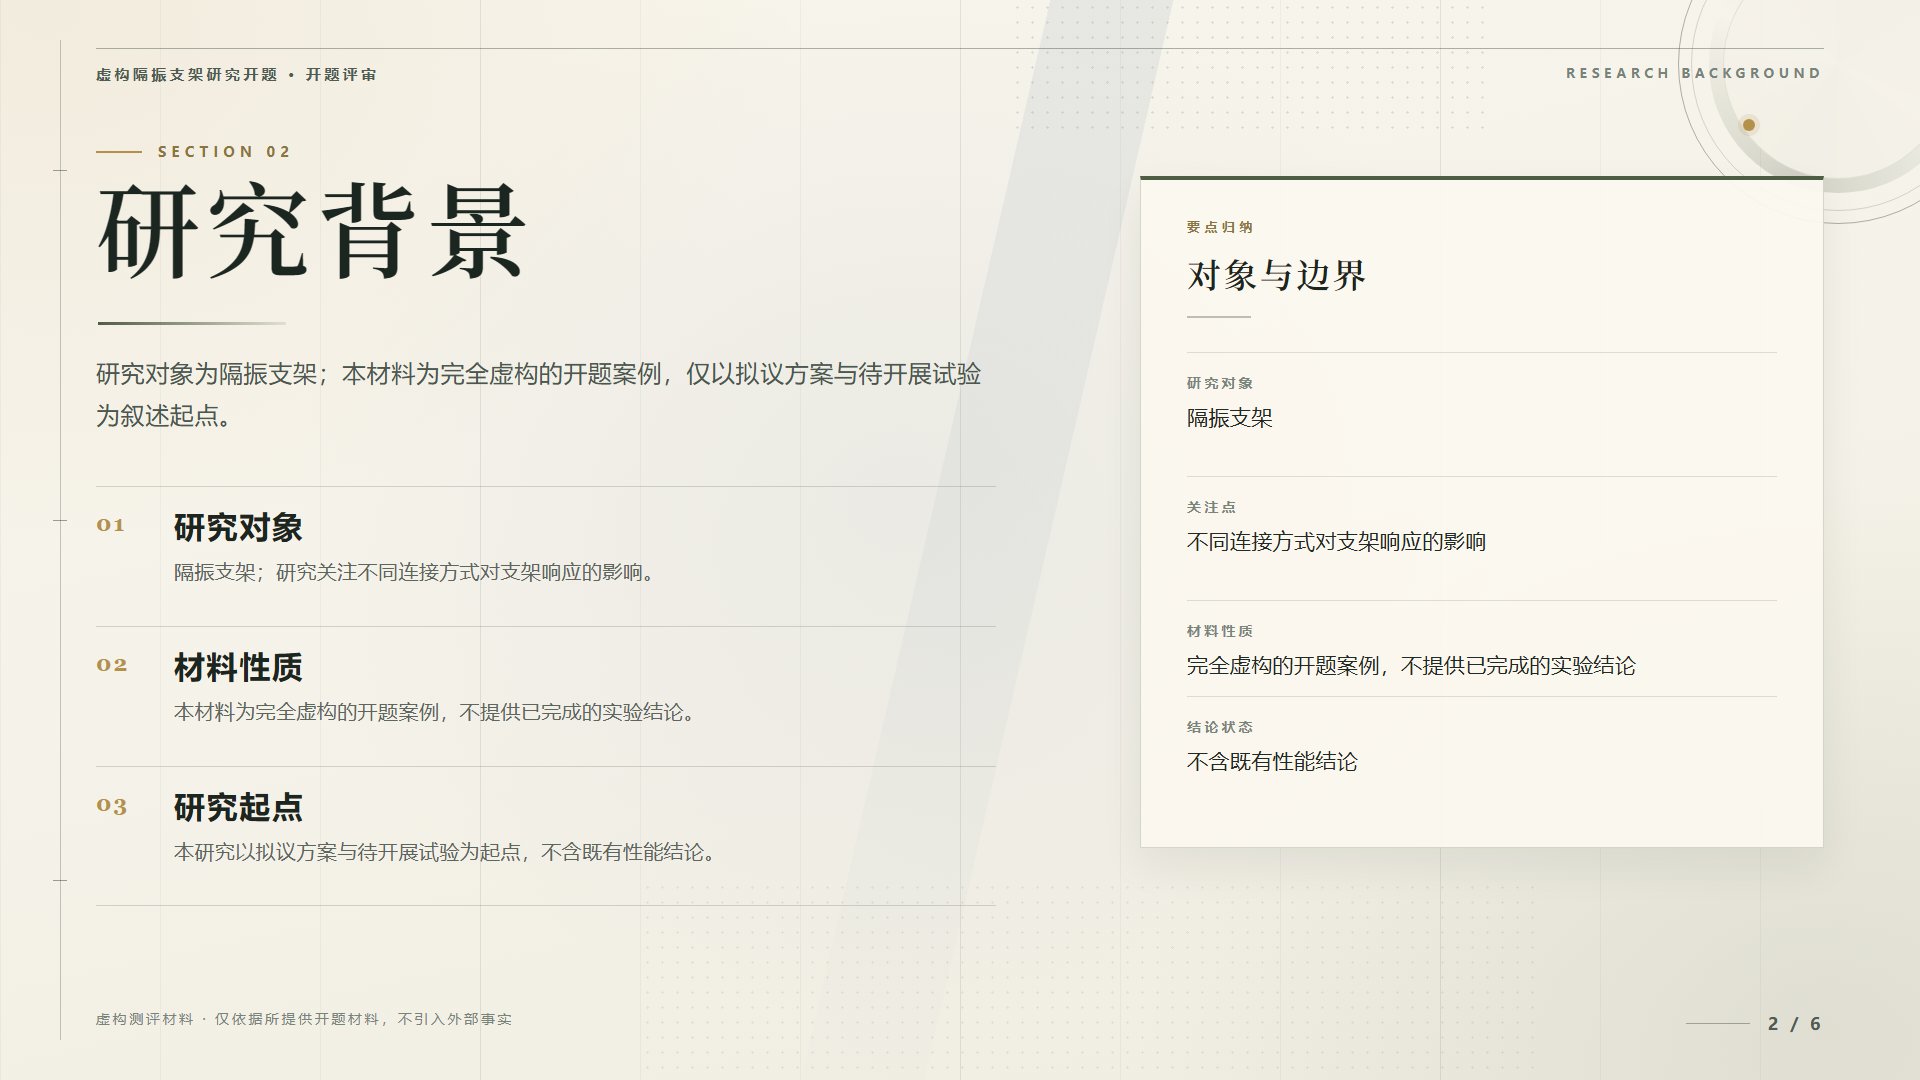 虚构隔振支架研究开题 • 开题评审
RESEARCH BACKGROUND
SECTION 02
研究背景
研究对象为隔振支架；本材料为完全虚构的开题案例，仅以拟议方案与待开展试验
为叙述起点。
01
研究对象
隔振支架；研究关注不同连接方式对支架响应的影响。
02
材料性质
本材料为完全虚构的开题案例，不提供已完成的实验结论。
03
研究起点
本研究以拟议方案与待开展试验为起点，不含既有性能结论。
要点归纳
对象与边界
研究对象
隔振支架
关注点
不同连接方式对支架响应的影响
材料性质
完全虚构的开题案例，不提供已完成的实验结论
结论状态
不含既有性能结论
虚构测评材料 · 仅依据所提供开题材料，不引入外部事实
2 / 6